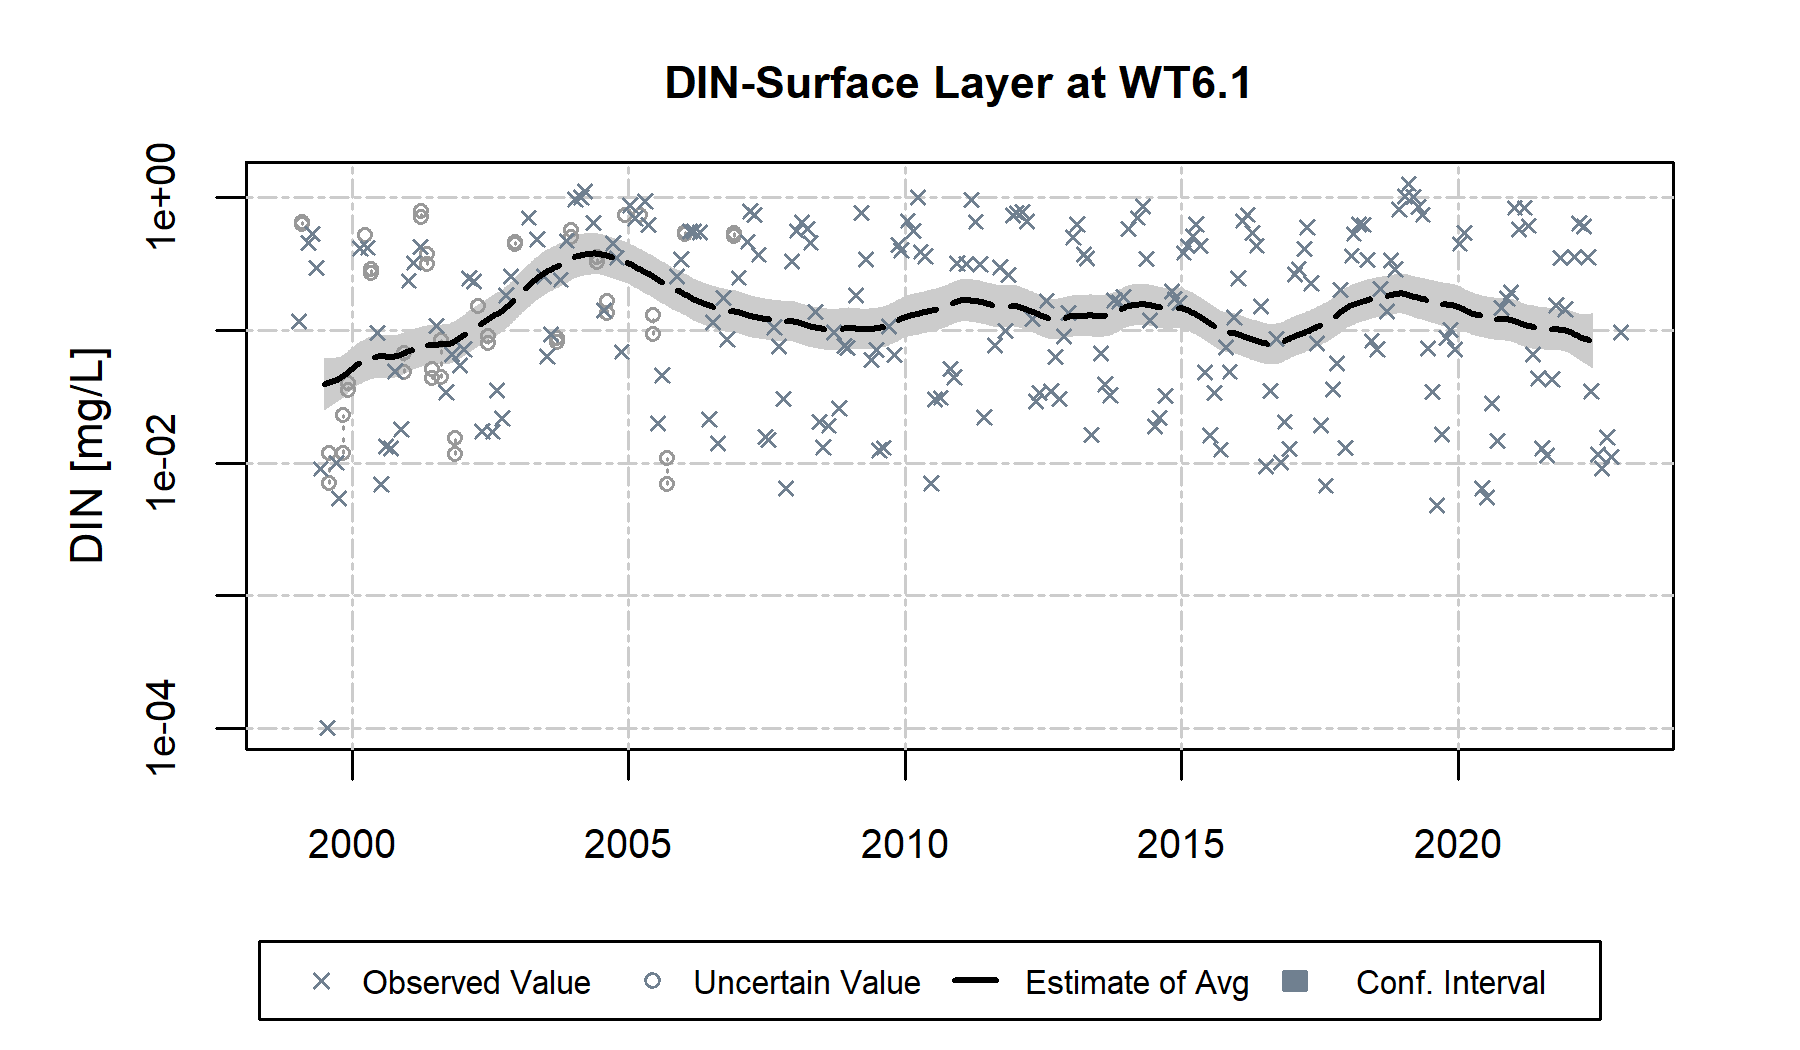 DIN-Surface Layer at WT6.1
DIN [mg/L]
1e+00
1e-02
1e-04
2000 2005 2010 2015 2020
Observed Value Uncertain Value Estimate of Avg Conf. Interval